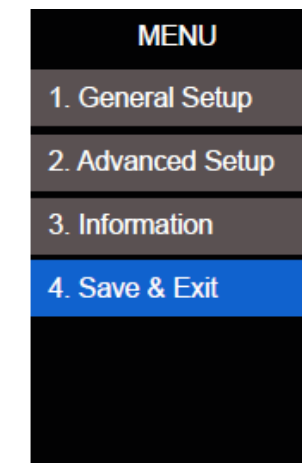 MENU
1. General Setup
2. Advanced Setup
3. Information
4. Save & Exit